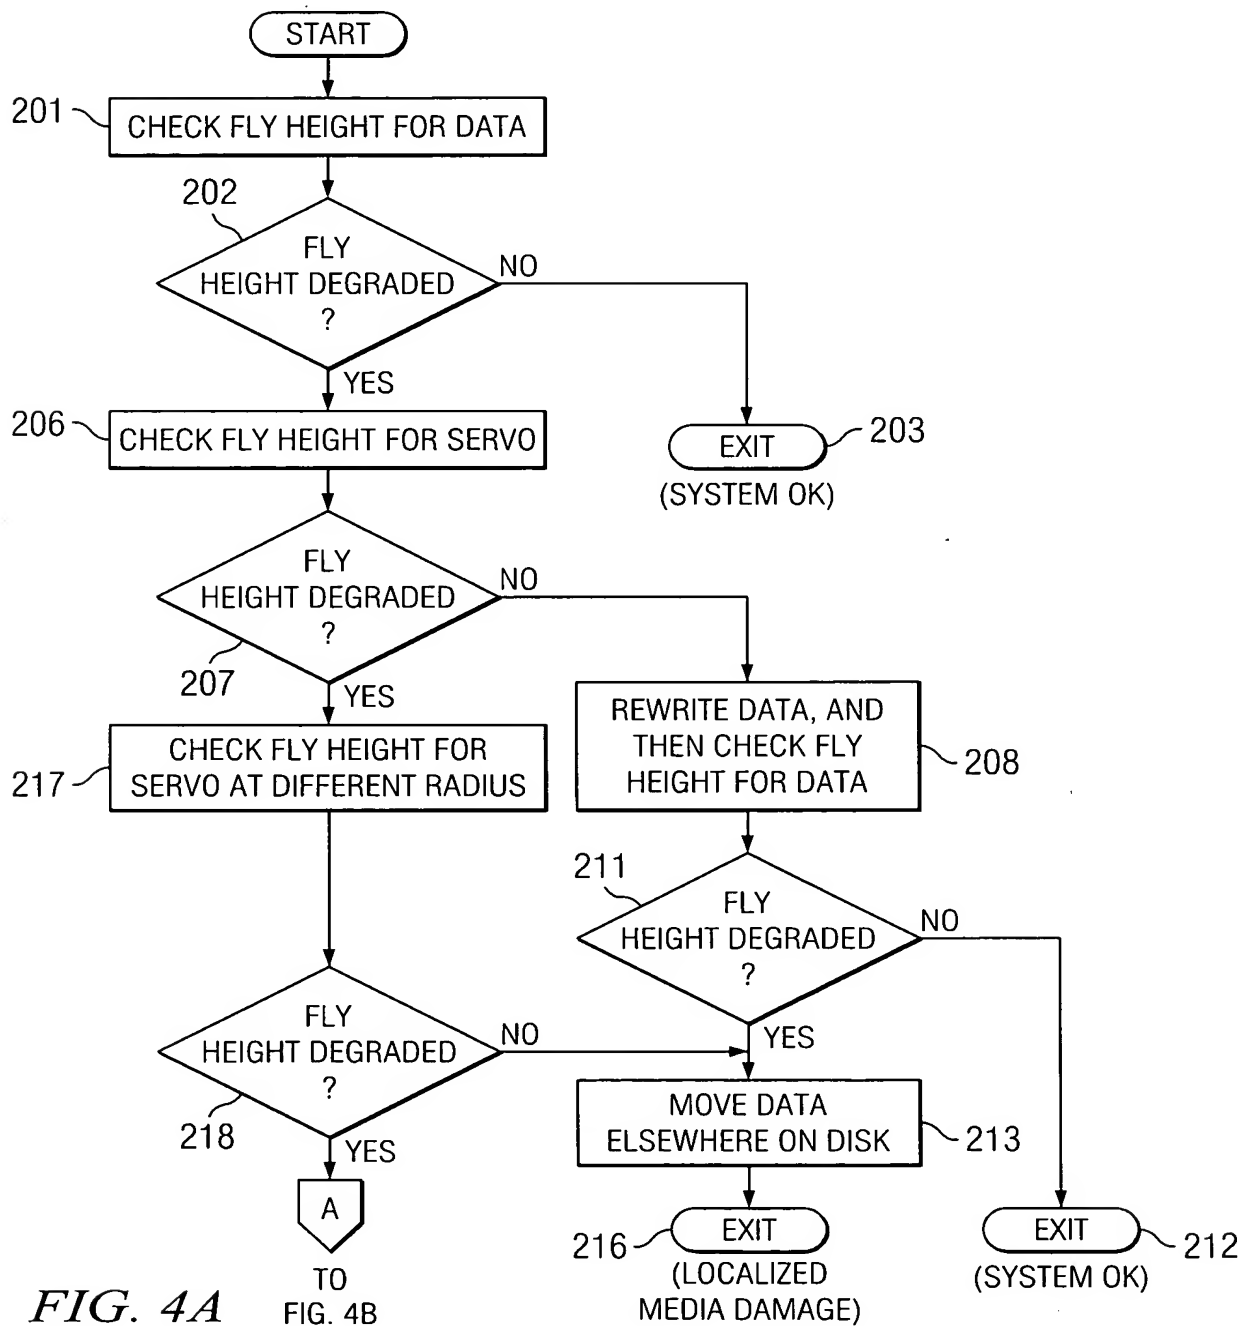 START
201
CHECK FLY HEIGHT FOR DATA
202
FLY
HEIGHT DEGRADED
?
NO
YES
206
CHECK FLY HEIGHT FOR SERVO
EXIT
203
(SYSTEM OK)
FLY
HEIGHT DEGRADED
?
NO
207
YES
217
CHECK FLY HEIGHT FOR
SERVO AT DIFFERENT RADIUS
REWRITE DATA, AND
THEN CHECK FLY
HEIGHT FOR DATA
208
211
FLY
HEIGHT DEGRADED
?
NO
YES
FLY
HEIGHT DEGRADED
?
NO
218
YES
MOVE DATA
ELSEWHERE ON DISK
213
A
TO
FIG. 4B
216
EXIT
(LOCALIZED
MEDIA DAMAGE)
EXIT
212
(SYSTEM OK)
FIG. 4A